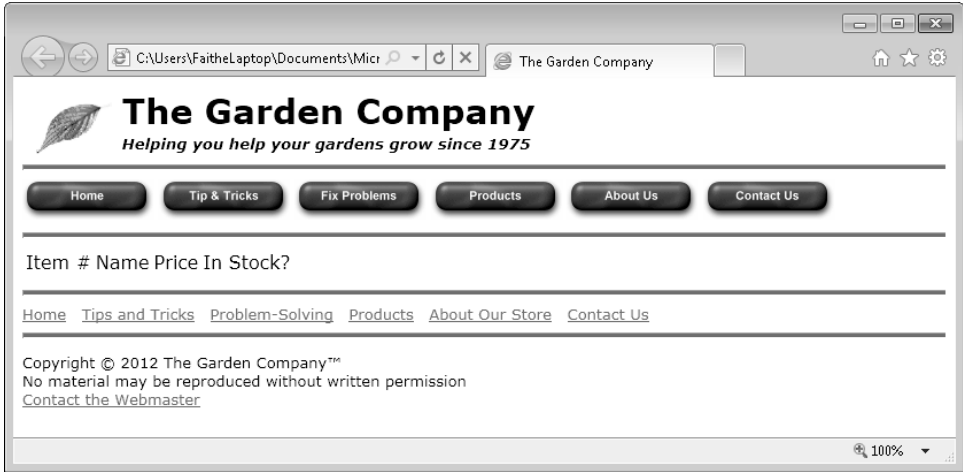 C:\Users\FaitheLaptop\Documents\Micr
The Garden Company
The Garden Company
Helping you help your gardens grow since 1975
Home Tip & Tricks Fix Problems Products About Us Contact Us
Item # Name Price In Stock?
Home Tips and Tricks Problem-Solving Products About Our Store Contact Us
Copyright © 2012 The Garden Company™
No material may be reproduced without written permission
Contact the Webmaster
100%